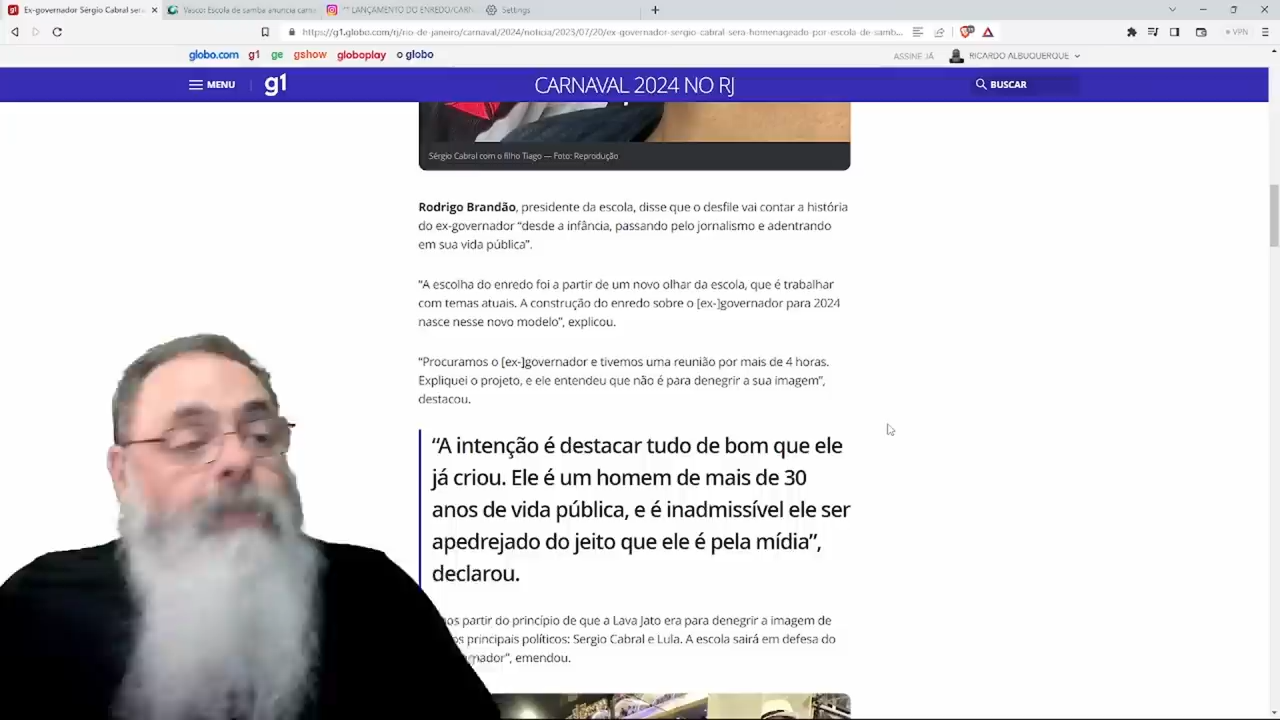 Ex-governador Sérgio Cabral será
Vasco: Escola de samba anuncia cam
LANÇAMENTO DO ENREDO/CARN
Settings
https://g1.globo.com/rj/rio-de-janeiro/carnaval/2024/noticia/2023/07/20/ex-governador-sergio-cabral-sera-homenageado-por-escola-de-samb...
VPN
globo.com g1 ge gshow globoplay o globo
ASSINE JÁ
RICARDO ALBUQUERQUE
MENU
g1
CARNAVAL 2024 NO RJ
BUSCAR
Sérgio Cabral com o filho Tiago — Foto: Reprodução
Rodrigo Brandão, presidente da escola, disse que o desfile vai contar a história
do ex-governador “desde a infância, passando pelo jornalismo e adentrando
em sua vida pública”.
“A escolha do enredo foi a partir de um novo olhar da escola, que é trabalhar
com temas atuais. A construção do enredo sobre o [ex-]governador para 2024
nasce nesse novo modelo”, explicou.
“Procuramos o [ex-]governador e tivemos uma reunião por mais de 4 horas.
Expliquei o projeto, e ele entendeu que não é para denegrir a sua imagem”,
destacou.
“A intenção é destacar tudo de bom que ele
já criou. Ele é um homem de mais de 30
anos de vida pública, e é inadmissível ele ser
apedrejado do jeito que ele é pela mídia”,
declarou.
partir do princípio de que a Lava Jato era para denegrir a imagem de
principais políticos: Sergio Cabral e Lula. A escola sairá em defesa do
emendou.